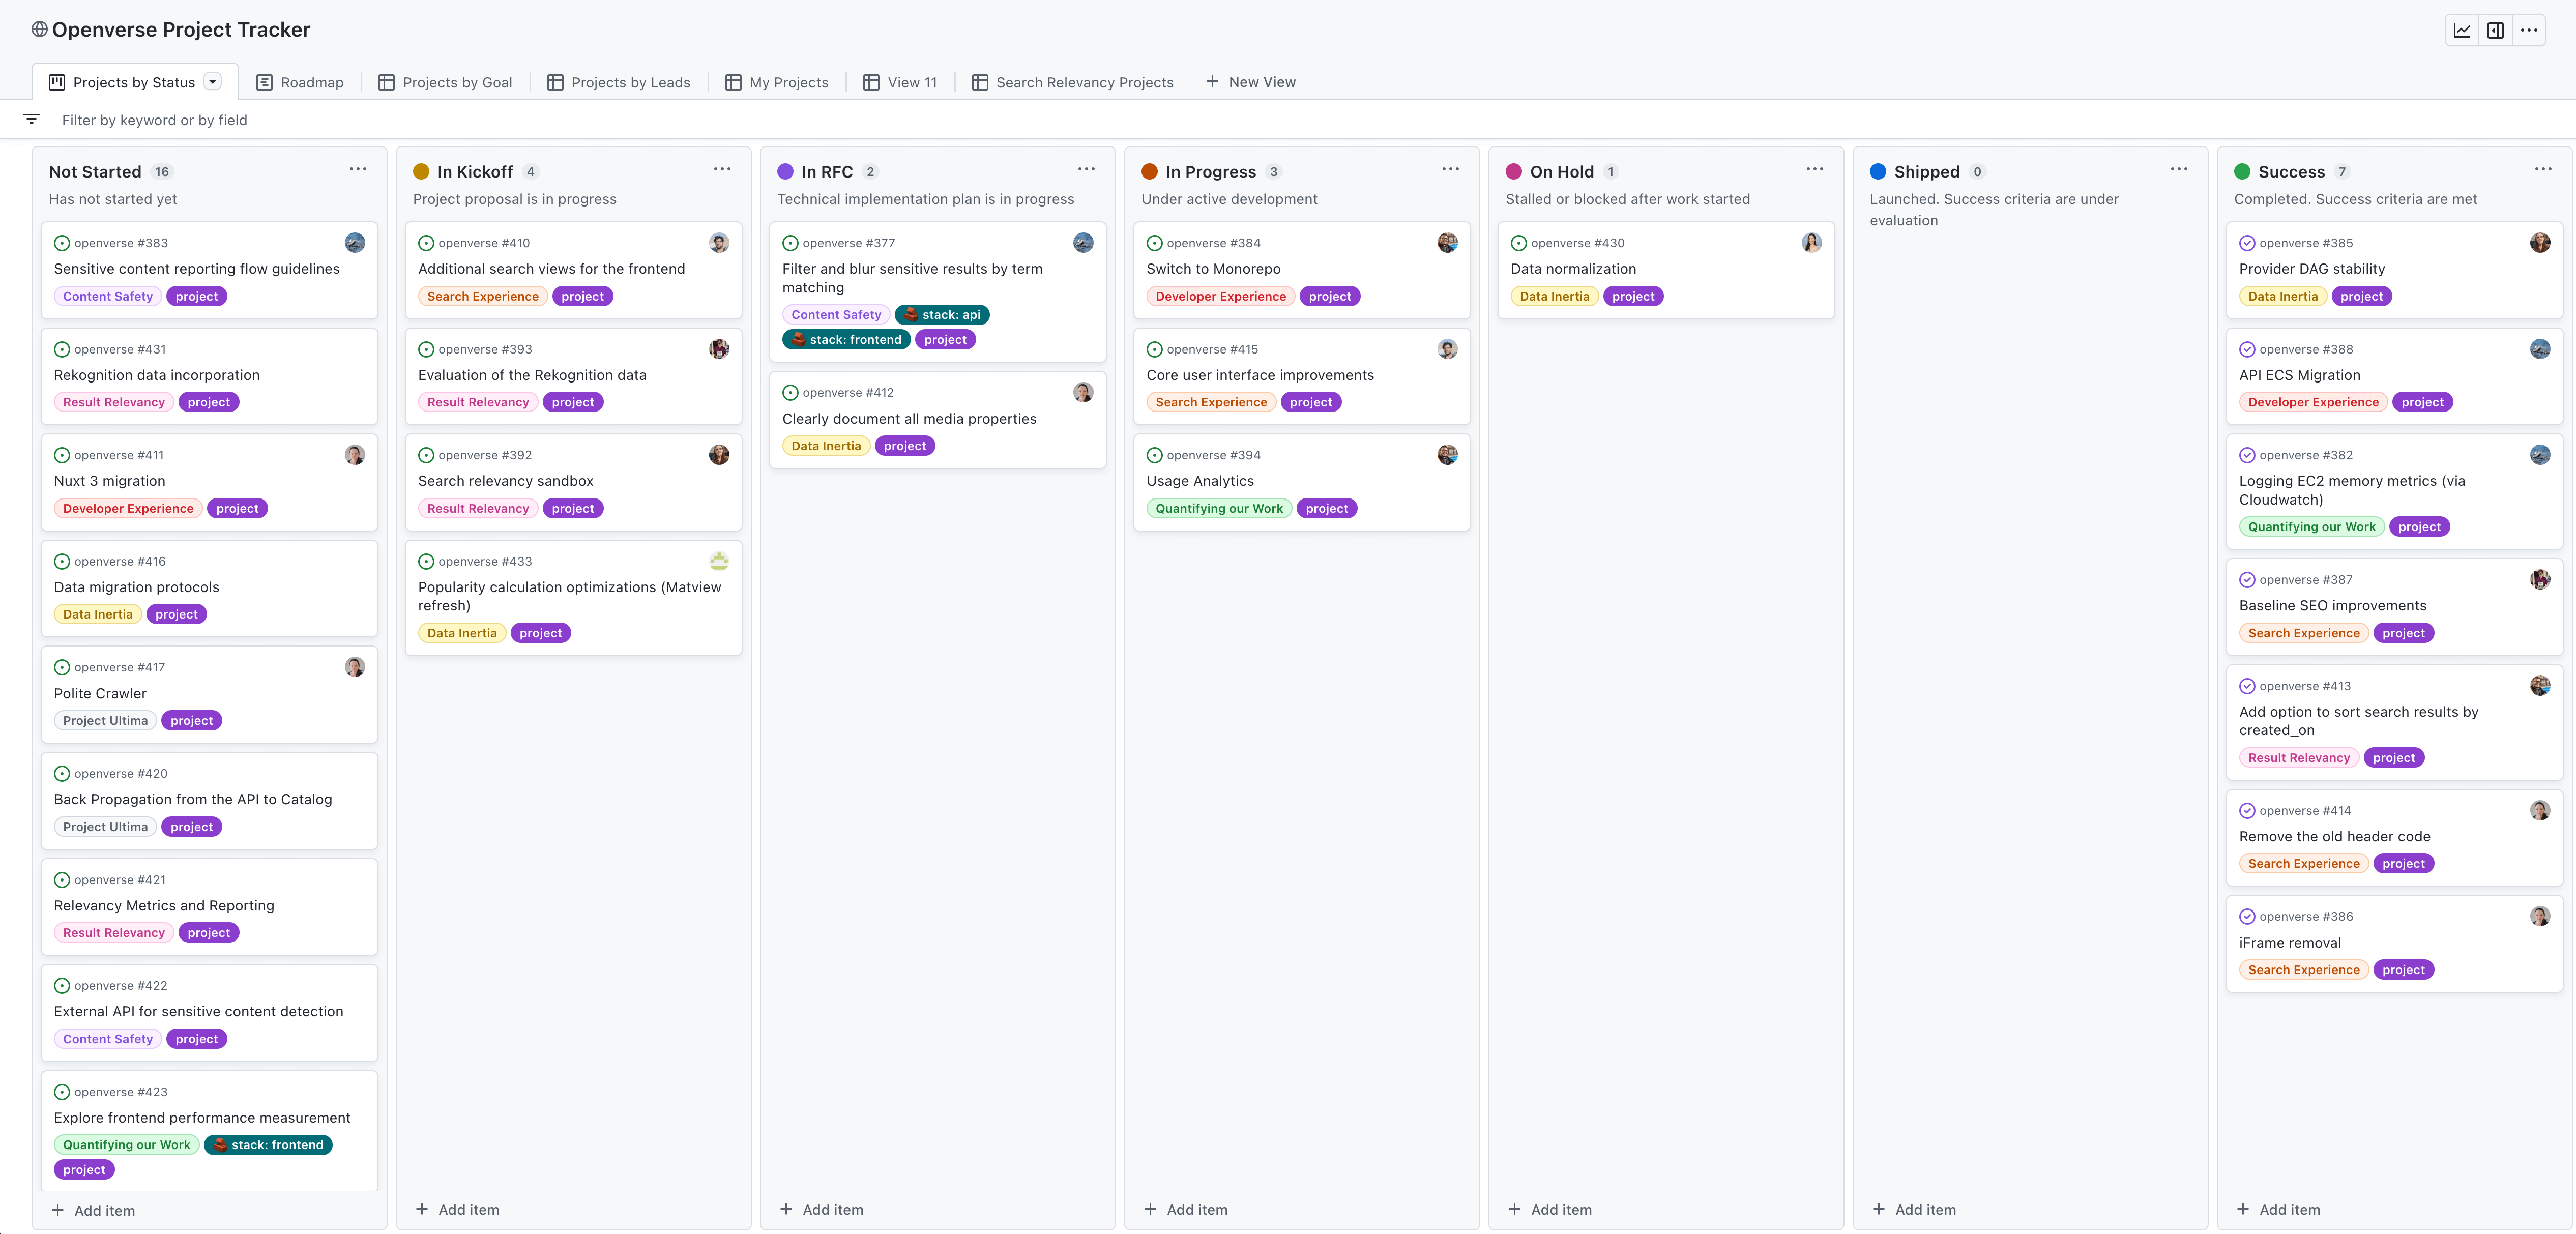 Openverse Project Tracker
Projects by Status
Roadmap
Projects by Goal
Projects by Leads
My Projects
View 11
Search Relevancy Projects
New View
Filter by keyword or by field
Not Started 16
Has not started yet
openverse #383
Sensitive content reporting flow guidelines
Content Safety project
openverse #431
Rekognition data incorporation
Result Relevancy project
openverse #411
Nuxt 3 migration
Developer Experience project
openverse #416
Data migration protocols
Data Inertia project
openverse #417
Polite Crawler
Project Ultima project
openverse #420
Back Propagation from the API to Catalog
Project Ultima project
openverse #421
Relevancy Metrics and Reporting
Result Relevancy project
openverse #422
External API for sensitive content detection
Content Safety project
openverse #423
Explore frontend performance measurement
Quantifying our Work stack: frontend
project
Add item
In Kickoff 4
Project proposal is in progress
openverse #410
Additional search views for the frontend
Search Experience project
openverse #393
Evaluation of the Rekognition data
Result Relevancy project
openverse #392
Search relevancy sandbox
Result Relevancy project
openverse #433
Popularity calculation optimizations (Matview
refresh)
Data Inertia project
Add item
In RFC 2
Technical implementation plan is in progress
openverse #377
Filter and blur sensitive results by term
matching
Content Safety stack: api
stack: frontend project
openverse #412
Clearly document all media properties
Data Inertia project
Add item
In Progress 3
Under active development
openverse #384
Switch to Monorepo
Developer Experience project
openverse #415
Core user interface improvements
Search Experience project
openverse #394
Usage Analytics
Quantifying our Work project
Add item
On Hold 1
Stalled or blocked after work started
openverse #430
Data normalization
Data Inertia project
Add item
Shipped 0
Launched. Success criteria are under
evaluation
Add item
Success 7
Completed. Success criteria are met
openverse #385
Provider DAG stability
Data Inertia project
openverse #388
API ECS Migration
Developer Experience project
openverse #382
Logging EC2 memory metrics (via
Cloudwatch)
Quantifying our Work project
openverse #387
Baseline SEO improvements
Search Experience project
openverse #413
Add option to sort search results by
created_on
Result Relevancy project
openverse #414
Remove the old header code
Search Experience project
openverse #386
iFrame removal
Search Experience project
Add item